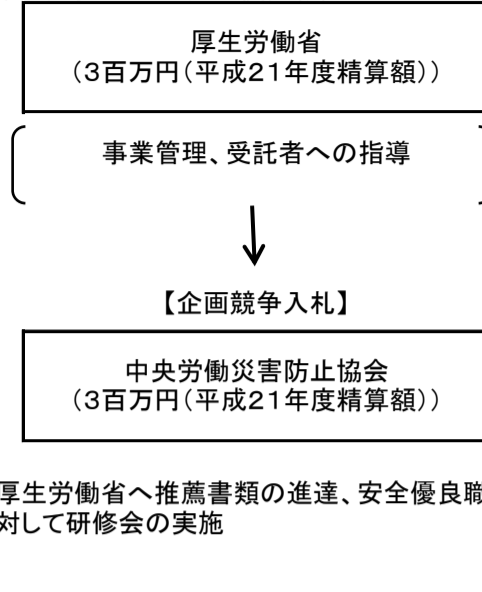 厚生労働省
（３百万円（平成２１年度精算額））
事業管理、受託者への指導
【企画競争入札】
中央労働災害防止協会
（３百万円（平成２１年度精算額））
厚生労働省へ推薦書類の進達、安全優良職
対して研修会の実施